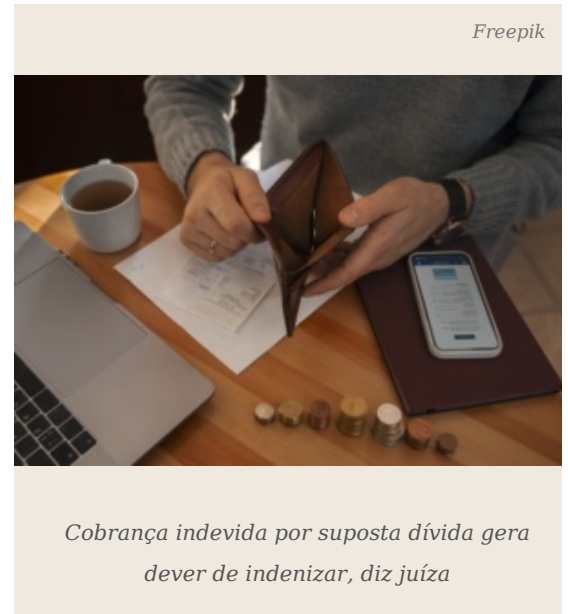 Freepik
Cobrança indevida por suposta dívida gera
dever de indenizar, diz juíza